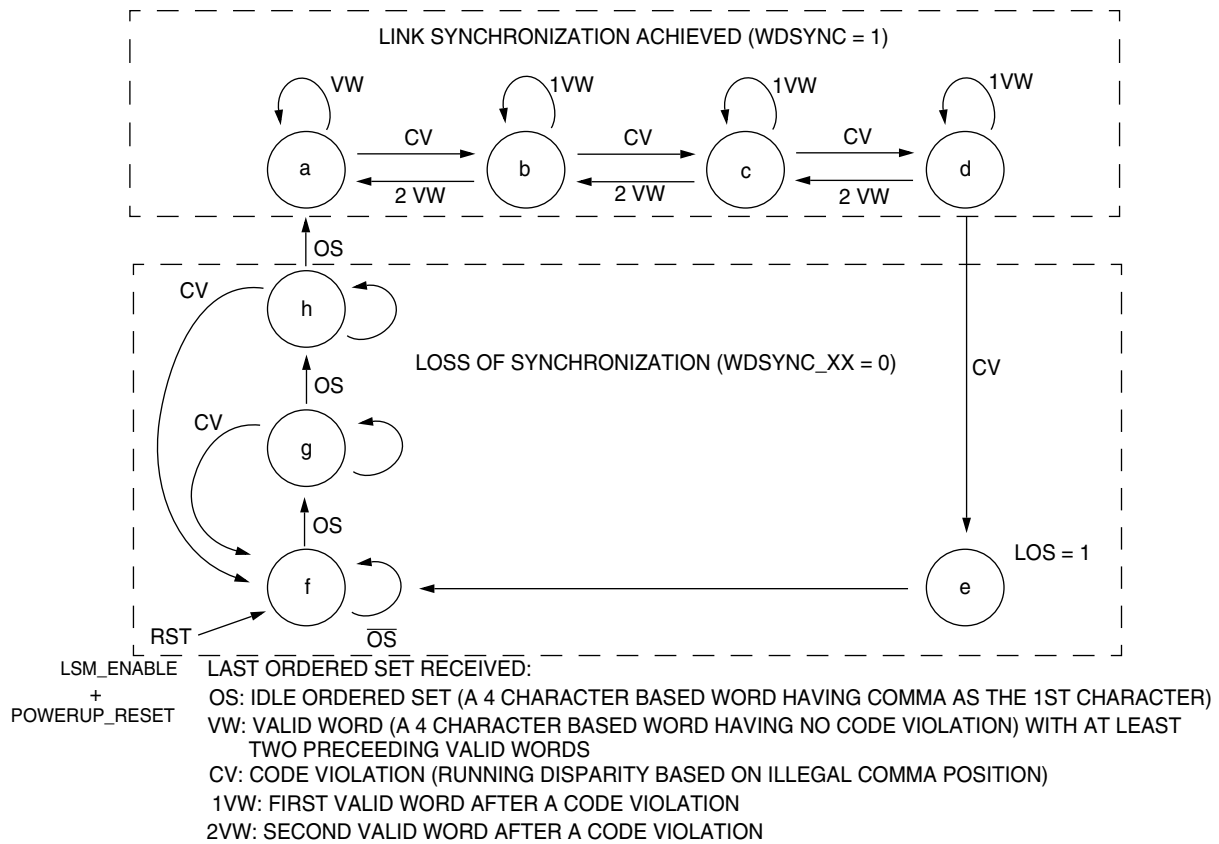 LINK SYNCHRONIZATION ACHIEVED (WDSYNC = 1)
VW
1VW
1VW
1VW
CV
CV
CV
a
b
c
d
2 VW
2 VW
2 VW
OS
CV
h
LOSS OF SYNCHRONIZATION (WDSYNC_XX = 0)
CV
OS
CV
g
OS
LOS = 1
f
e
RST
OS
LSM_ENABLE
+
POWERUP_RESET
LAST ORDERED SET RECEIVED:
OS: IDLE ORDERED SET (A 4 CHARACTER BASED WORD HAVING COMMA AS THE 1ST CHARACTER)
VW: VALID WORD (A 4 CHARACTER BASED WORD HAVING NO CODE VIOLATION) WITH AT LEAST
TWO PRECEEDING VALID WORDS
CV: CODE VIOLATION (RUNNING DISPARITY BASED ON ILLEGAL COMMA POSITION)
1VW: FIRST VALID WORD AFTER A CODE VIOLATION
2VW: SECOND VALID WORD AFTER A CODE VIOLATION